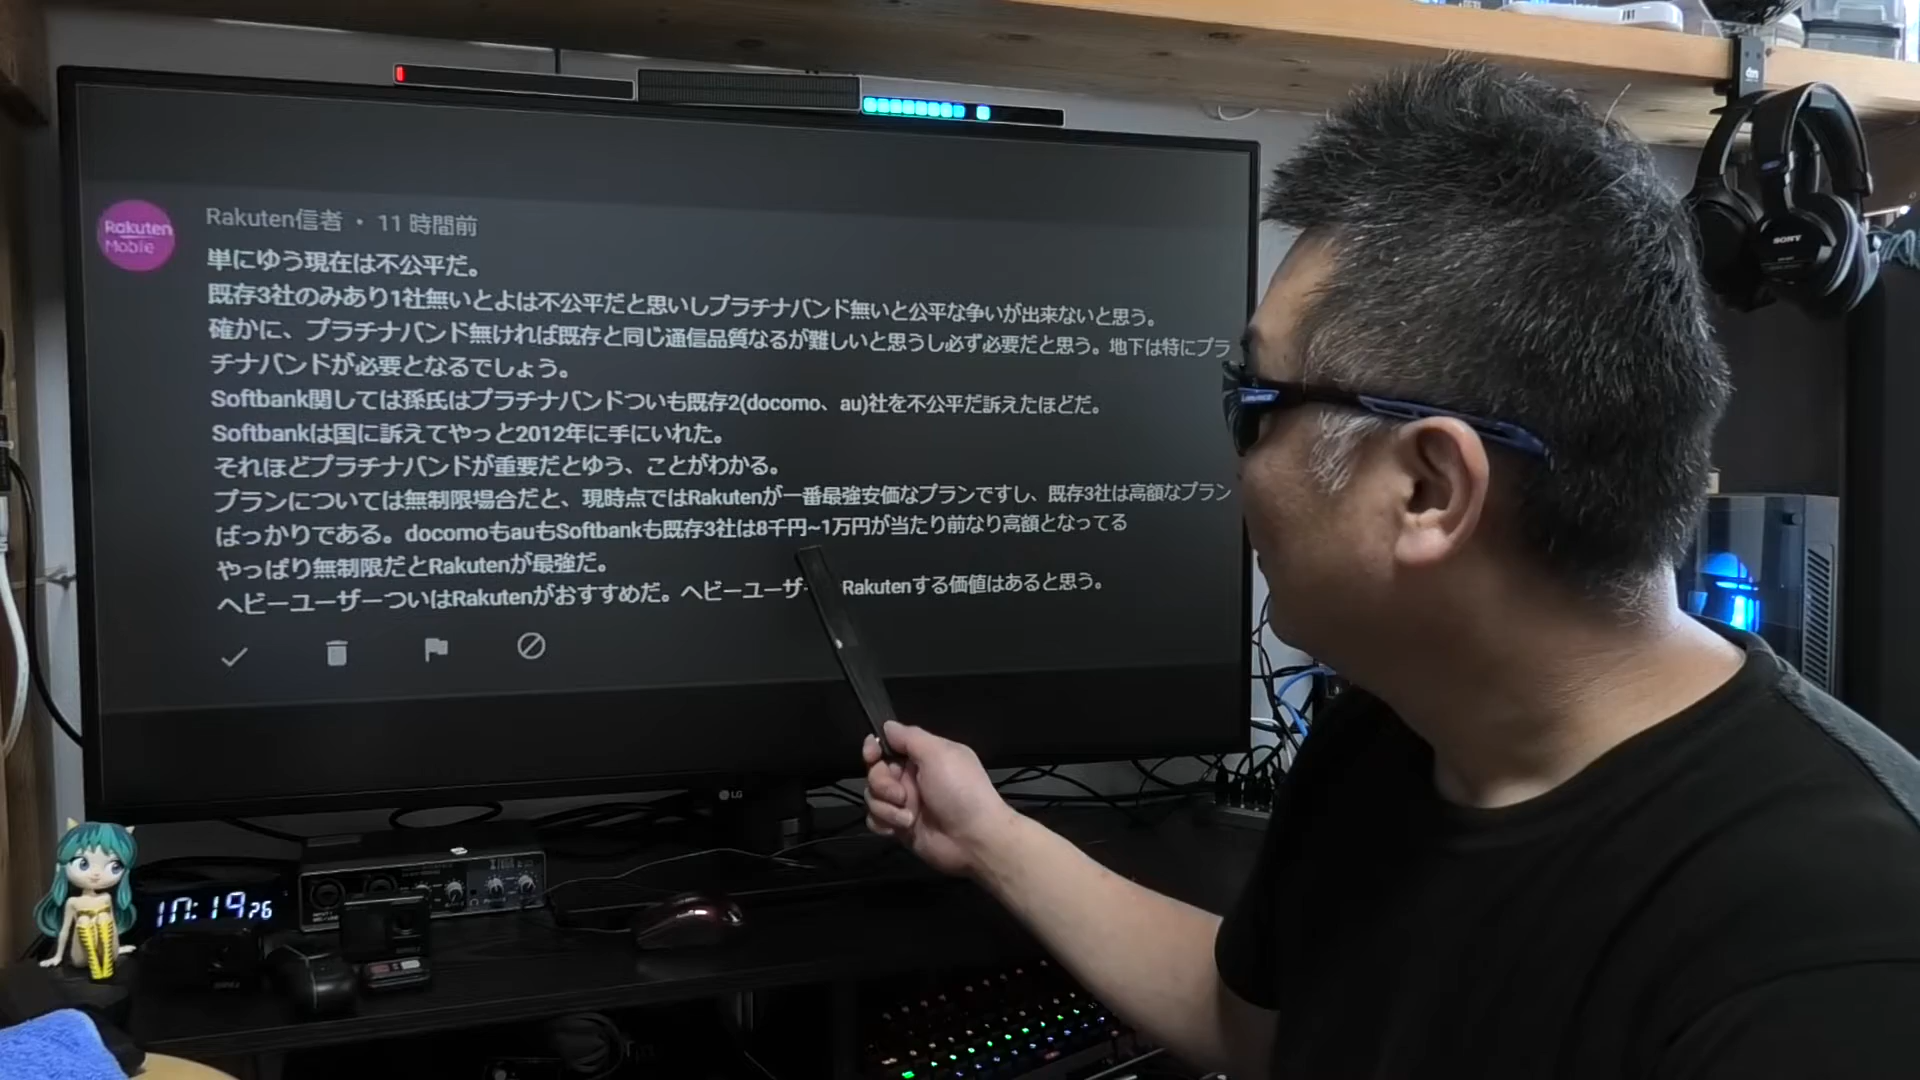 Rakuten信者 • 11 時間前
Rakuten
Mobile
単にゆう現在は不公平だ。
既存3社のみあり1社無いとよは不公平だと思いしプラチナバンド無いと公平な争いが出来ないと思う。
確かに、プラチナバンド無ければ既存と同じ通信品質なるが難しいと思うし必ず必要だと思う。地下は特にプラ
チナバンドが必要となるでしょう。
Softbank関しては孫氏はプラチナバンドついも既存2(docomo、au)社を不公平だ訴えたほどだ。
Softbankは国に訴えてやっと2012年に手にいれた。
それほどプラチナバンドが重要だとゆう、ことがわかる。
プランについては無制限場合だと、現時点ではRakutenが一番最強安価なプランですし、既存3社は高額なプラン
ばっかりである。docomoもauもSoftbankも既存3社は8千円~1万円が当たり前なり高額となってる
やっぱり無制限だとRakutenが最強だ。
ヘビーユーザーついはRakutenがおすすめだ。ヘビーユーザー Rakutenする価値はあると思う。
LG
SONY
10:19 26